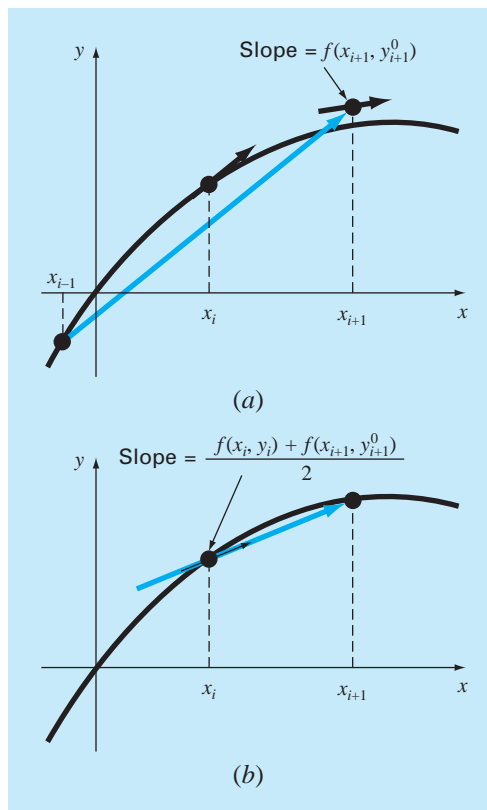 y
Slope = f(x_{i+1}, y^0_{i+1})
x_{i–1}
x_i x_{i+1} x
(a)
y
Slope = \frac{f(x_i, y_i) + f(x_{i+1}, y^0_{i+1})}{2}
x_i x_{i+1} x
(b)